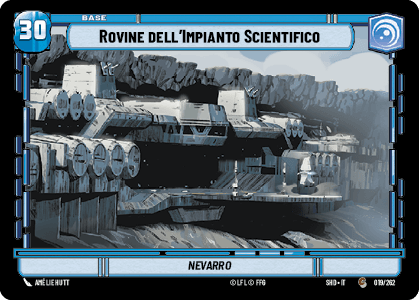 30
BASE
ROVINE DELL'IMPIANTO SCIENTIFICO
NEVARRO
AMÉLIE HUTT
© LFL © FFG
SHD • IT
019/262